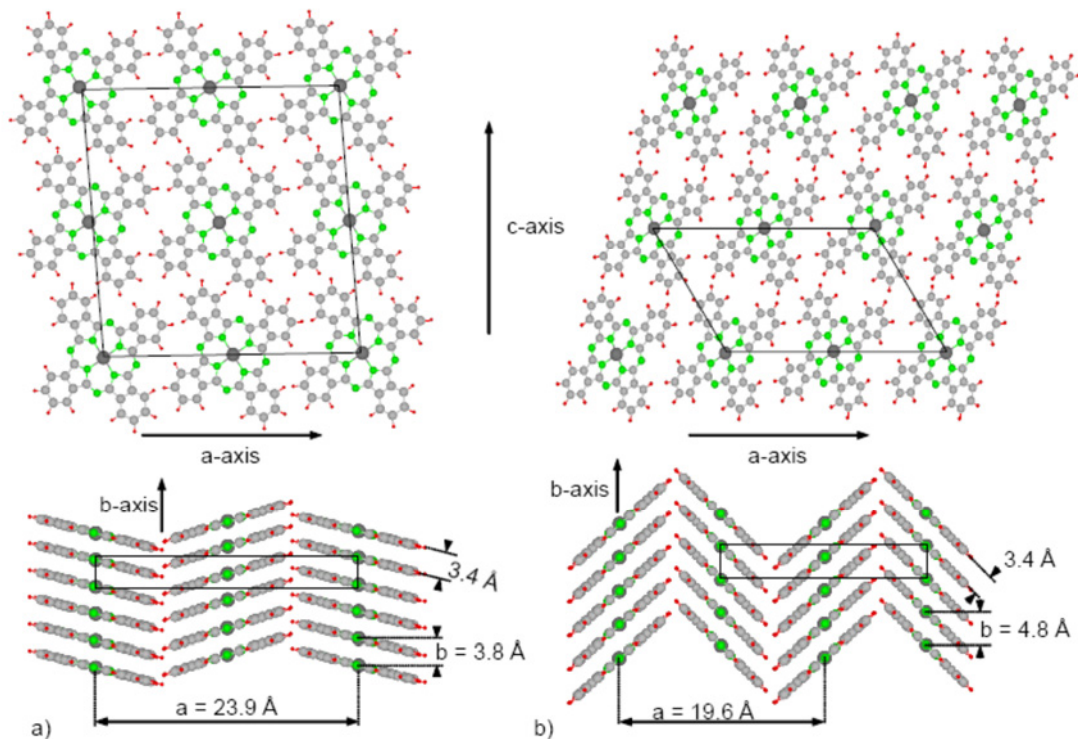 c-axis
a-axis
a-axis
b-axis
3.4 Å
b = 3.8 Å
a = 23.9 Å
a)
b-axis
3.4 Å
b = 4.8 Å
a = 19.6 Å
b)